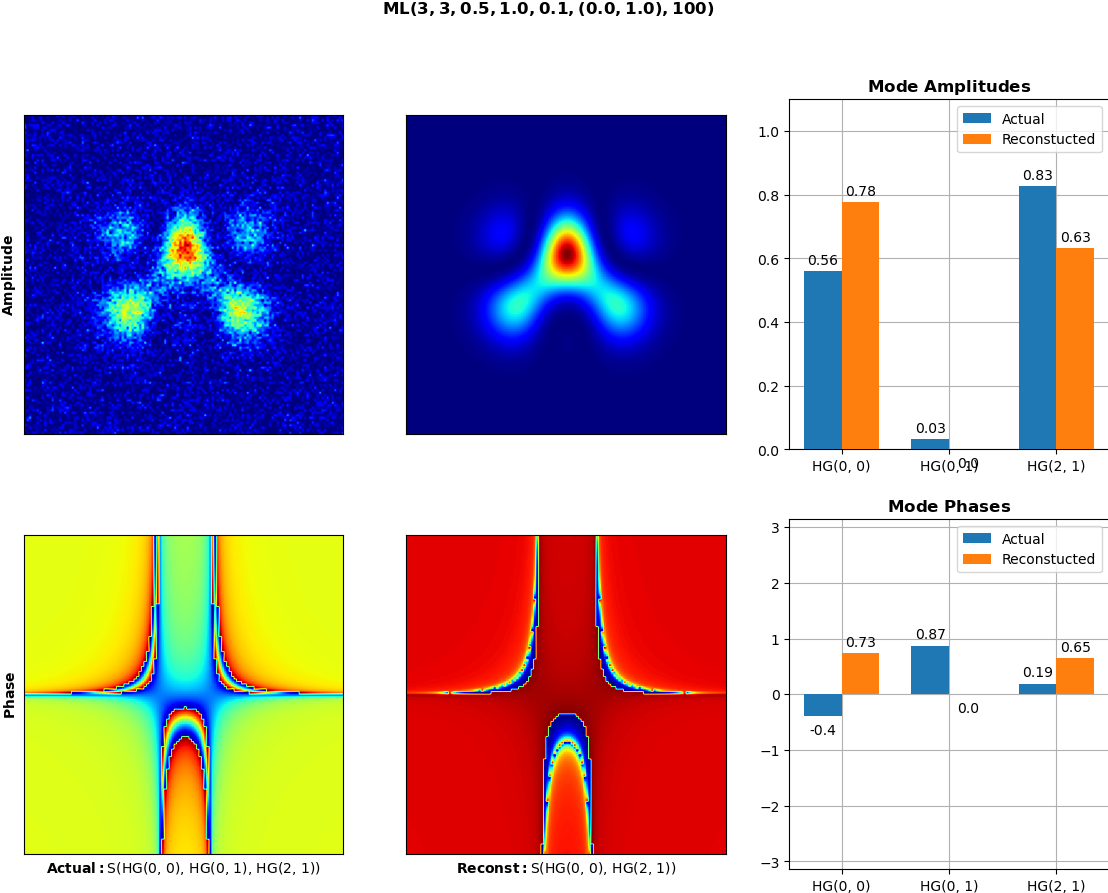 ML(3, 3, 0.5, 1.0, 0.1, (0.0, 1.0), 100)
Amplitude
Mode Amplitudes
Actual
Reconstucted
1.0
0.8
0.6
0.4
0.2
0.0
0.56
0.78
0.03
0.0
0.83
0.63
HG(0, 0)
HG(0, 1)
HG(2, 1)
Phase
Actual: S(HG(0, 0), HG(0, 1), HG(2, 1))
Reconst: S(HG(0, 0), HG(2, 1))
Mode Phases
Actual
Reconstucted
3
2
1
0
−1
−2
−3
-0.4
0.73
0.87
0.0
0.19
0.65
HG(0, 0)
HG(0, 1)
HG(2, 1)